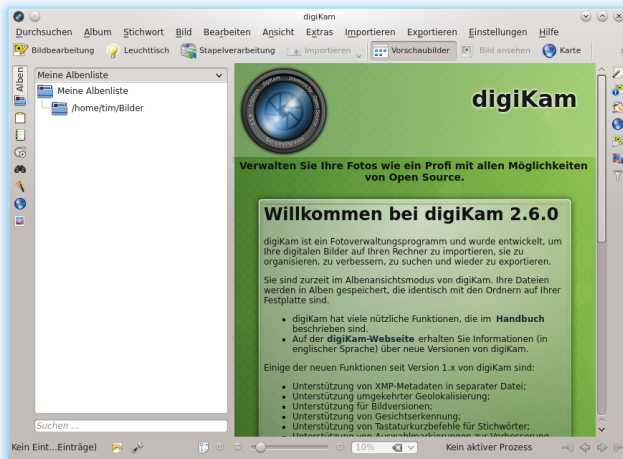 digiKam
Durchsuchen Album Stichwort Bild Bearbeiten Ansicht Extras Importieren Exportieren Einstellungen Hilfe
Bildbearbeitung Leuchttisch Stapelverarbeitung Importieren Vorschaubilder Bild ansehen Karte
Alben
Meine Albenliste
Meine Albenliste
/home/tim/Bilder
digiKam
Verwalten Sie Ihre Fotos wie ein Profi mit allen Möglichkeiten
von Open Source.
Willkommen bei digiKam 2.6.0
digiKam ist ein Fotoverwaltungsprogramm und wurde entwickelt, um
Ihre digitalen Bilder auf Ihren Rechner zu importieren, sie zu
organisieren, zu verbessern, zu suchen und wieder zu exportieren.
Sie sind zurzeit im Albenansichtsmodus von digiKam. Ihre Dateien
werden in Alben gespeichert, die identisch mit den Ordnern auf Ihrer
Festplatte sind.
digiKam hat viele nützliche Funktionen, die im Handbuch
beschrieben sind.
Auf der digiKam-Webseite erhalten Sie Informationen (in
englischer Sprache) über neue Versionen von digiKam.
Einige der neuen Funktionen seit Version 1.x von digiKam sind:
Unterstützung von XMP-Metadaten in separater Datei;
Unterstützung umgekehrter Geolokalisierung;
Unterstützung für Bildversionen;
Unterstützung von Gesichtserkennung;
Unterstützung von Tastaturkurzbefehle für Stichwörter;
Unterstützung von Auswahlmarkierungen zur Verbesserung
Suchen ...
Kein Eint...Einträge) 10% Kein aktiver Prozess